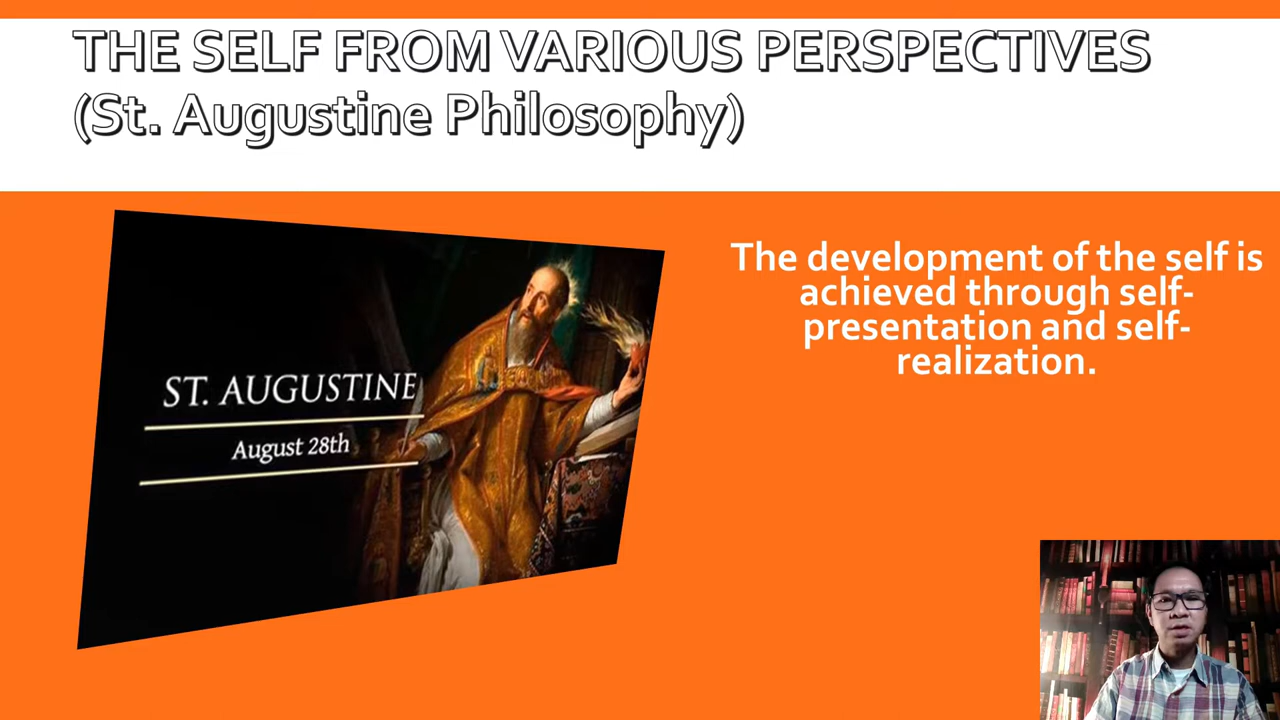 THE SELF FROM VARIOUS PERSPECTIVES
(St. Augustine Philosophy)
ST. AUGUSTINE
August 28th
The development of the self is
achieved through self-
presentation and self-
realization.